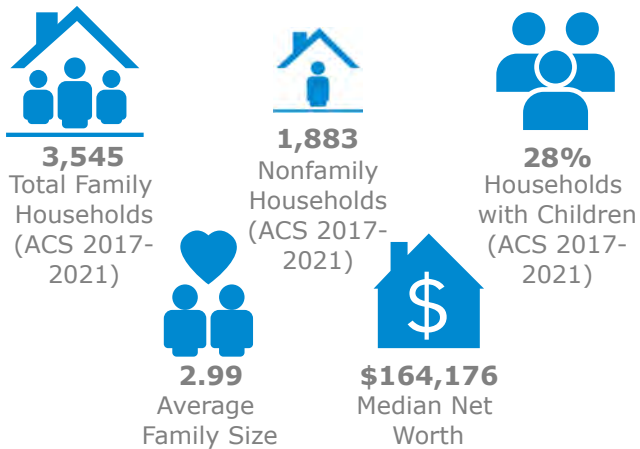 3,545
Total Family
Households
(ACS 2017-
2021)
1,883
Nonfamily
Households
(ACS 2017-
2021)
28%
Households
with Children
(ACS 2017-
2021)
2.99
Average
Family Size
$
$164,176
Median Net
Worth